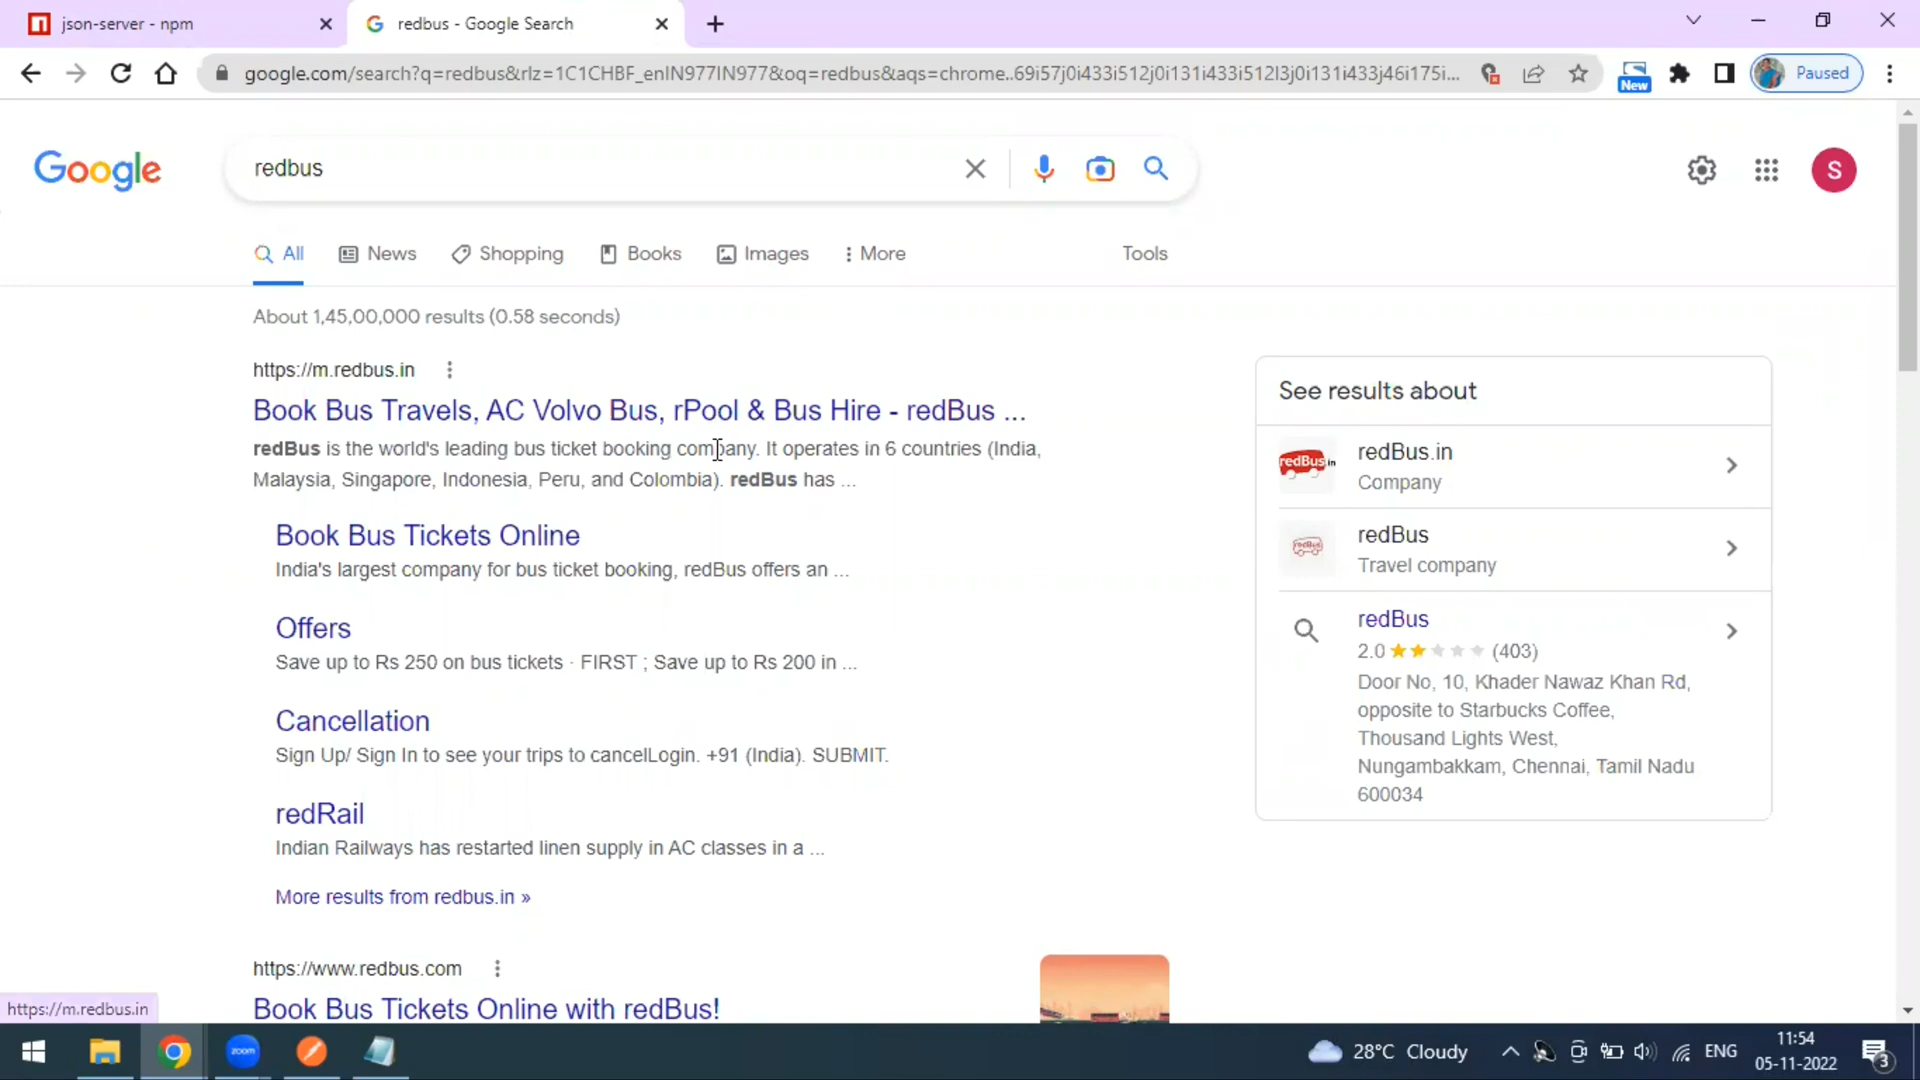 json-server - npm
redbus - Google Search
google.com/search?q=redbus&rlz=1C1CHBF_enIN977IN977&oq=redbus&aqs=chrome..69i57j0i433i512j0i131i433i512l3j0i131i433j46i175i...
New
Paused
Google
redbus
S
All
News
Shopping
Books
Images
More
Tools
About 1,45,00,000 results (0.58 seconds)
https://m.redbus.in
Book Bus Travels, AC Volvo Bus, rPool & Bus Hire - redBus ...
redBus is the world's leading bus ticket booking company. It operates in 6 countries (India,
Malaysia, Singapore, Indonesia, Peru, and Colombia). redBus has ...
Book Bus Tickets Online
India's largest company for bus ticket booking, redBus offers an ...
Offers
Save up to Rs 250 on bus tickets · FIRST ; Save up to Rs 200 in ...
Cancellation
Sign Up/ Sign In to see your trips to cancelLogin. +91 (India). SUBMIT.
redRail
Indian Railways has restarted linen supply in AC classes in a ...
More results from redbus.in »
https://www.redbus.com
Book Bus Tickets Online with redBus!
See results about
redBus.in
redBus.in
Company
redBus
redBus
Travel company
redBus
2.0 (403)
Door No, 10, Khader Nawaz Khan Rd,
opposite to Starbucks Coffee,
Thousand Lights West,
Nungambakkam, Chennai, Tamil Nadu
600034
https://m.redbus.in
zoom
28°C Cloudy
ENG
11:54
05-11-2022
3